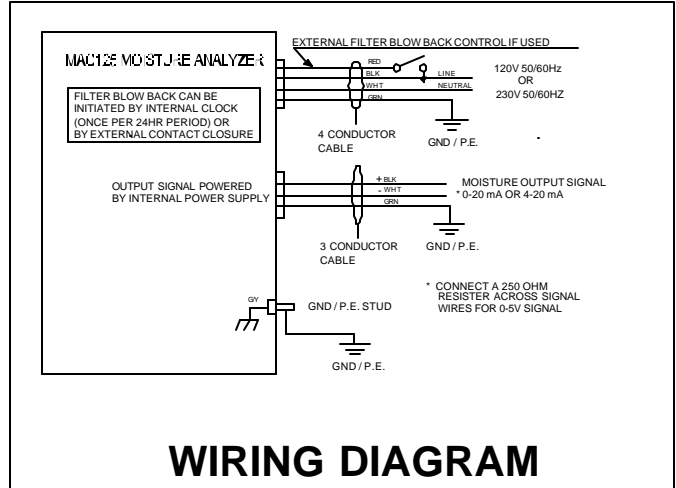 EXTERNAL FILTER BLOW BACK CONTROL IF USED
MAC125 MOISTURE ANALYZER
RED
BLK
LINE
WHT
NEUTRAL
GRN
120V 50/60Hz
OR
230V 50/60HZ
FILTER BLOW BACK CAN BE
INITIATED BY INTERNAL CLOCK
(ONCE PER 24HR PERIOD) OR
BY EXTERNAL CONTACT CLOSURE
4 CONDUCTOR
CABLE
GND / P.E.
OUTPUT SIGNAL POWERED
BY INTERNAL POWER SUPPLY
+ BLK
- WHT
GRN
MOISTURE OUTPUT SIGNAL
* 0-20 mA OR 4-20 mA
3 CONDUCTOR
CABLE
GND / P.E.
* CONNECT A 250 OHM
RESISTER ACROSS SIGNAL
WIRES FOR 0-5V SIGNAL
GY
GND / P.E. STUD
GND / P.E.
WIRING DIAGRAM